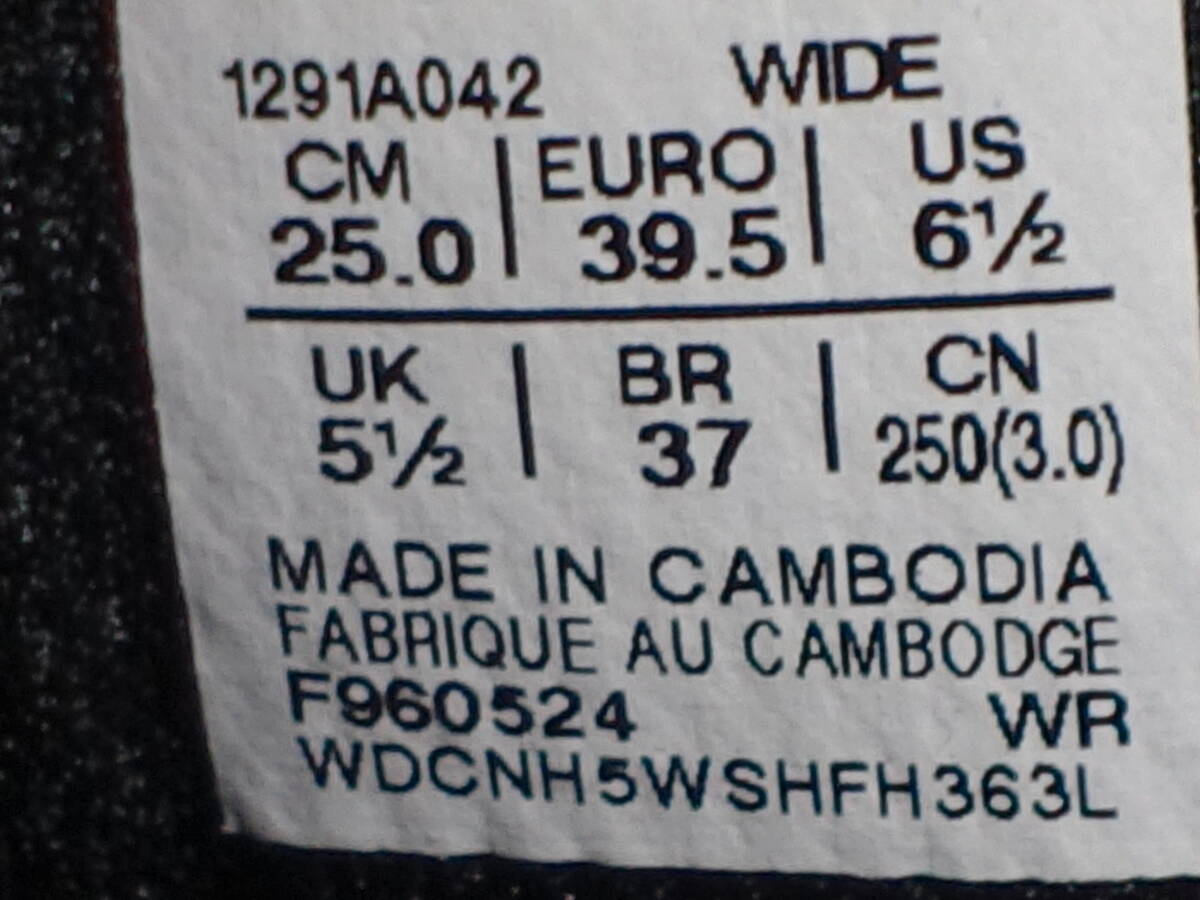 1291A042 WIDE
CM | EURO | US
25.0 | 39.5 | 6½
UK | BR | CN
5½ | 37 | 250(3.0)
MADE IN CAMBODIA
FABRIQUE AU CAMBODGE
F960524 WR
WDCNH5WSHFH363L